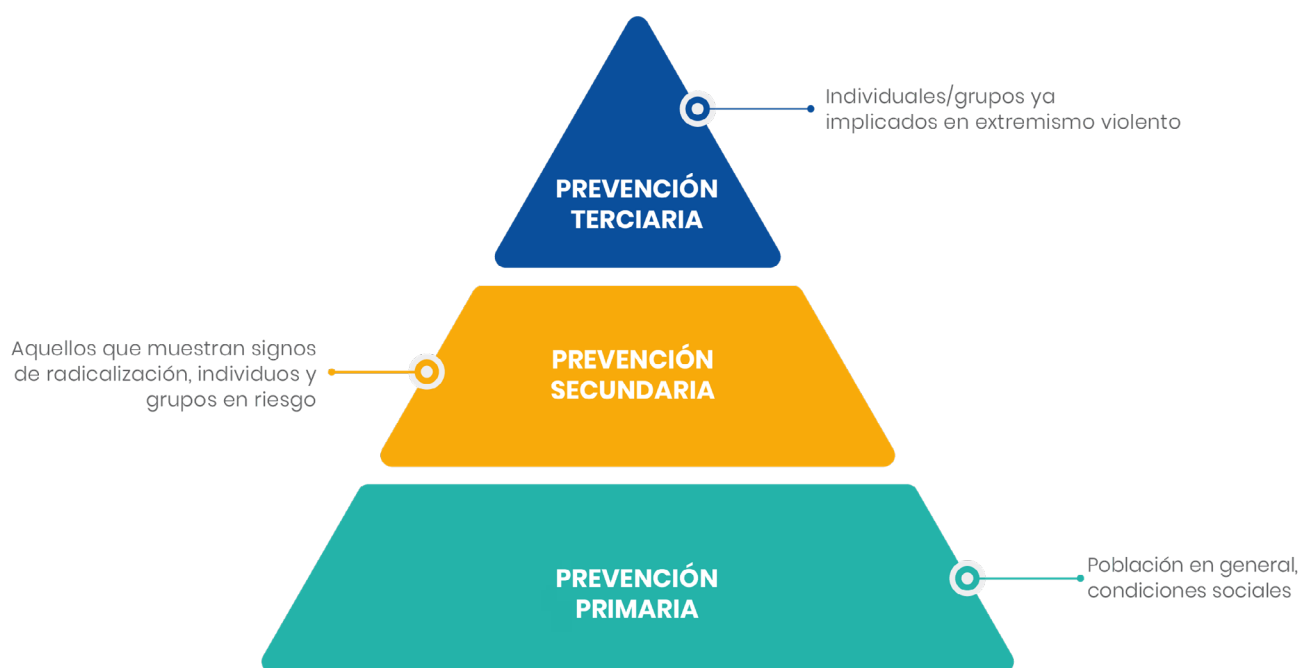 Individuales/grupos ya
implicados en extremismo violento
PREVENCIÓN
TERCIARIA
Aquellos que muestran signos
de radicalización, individuos y
grupos en riesgo
PREVENCIÓN
SECUNDARIA
PREVENCIÓN
PRIMARIA
Población en general,
condiciones sociales